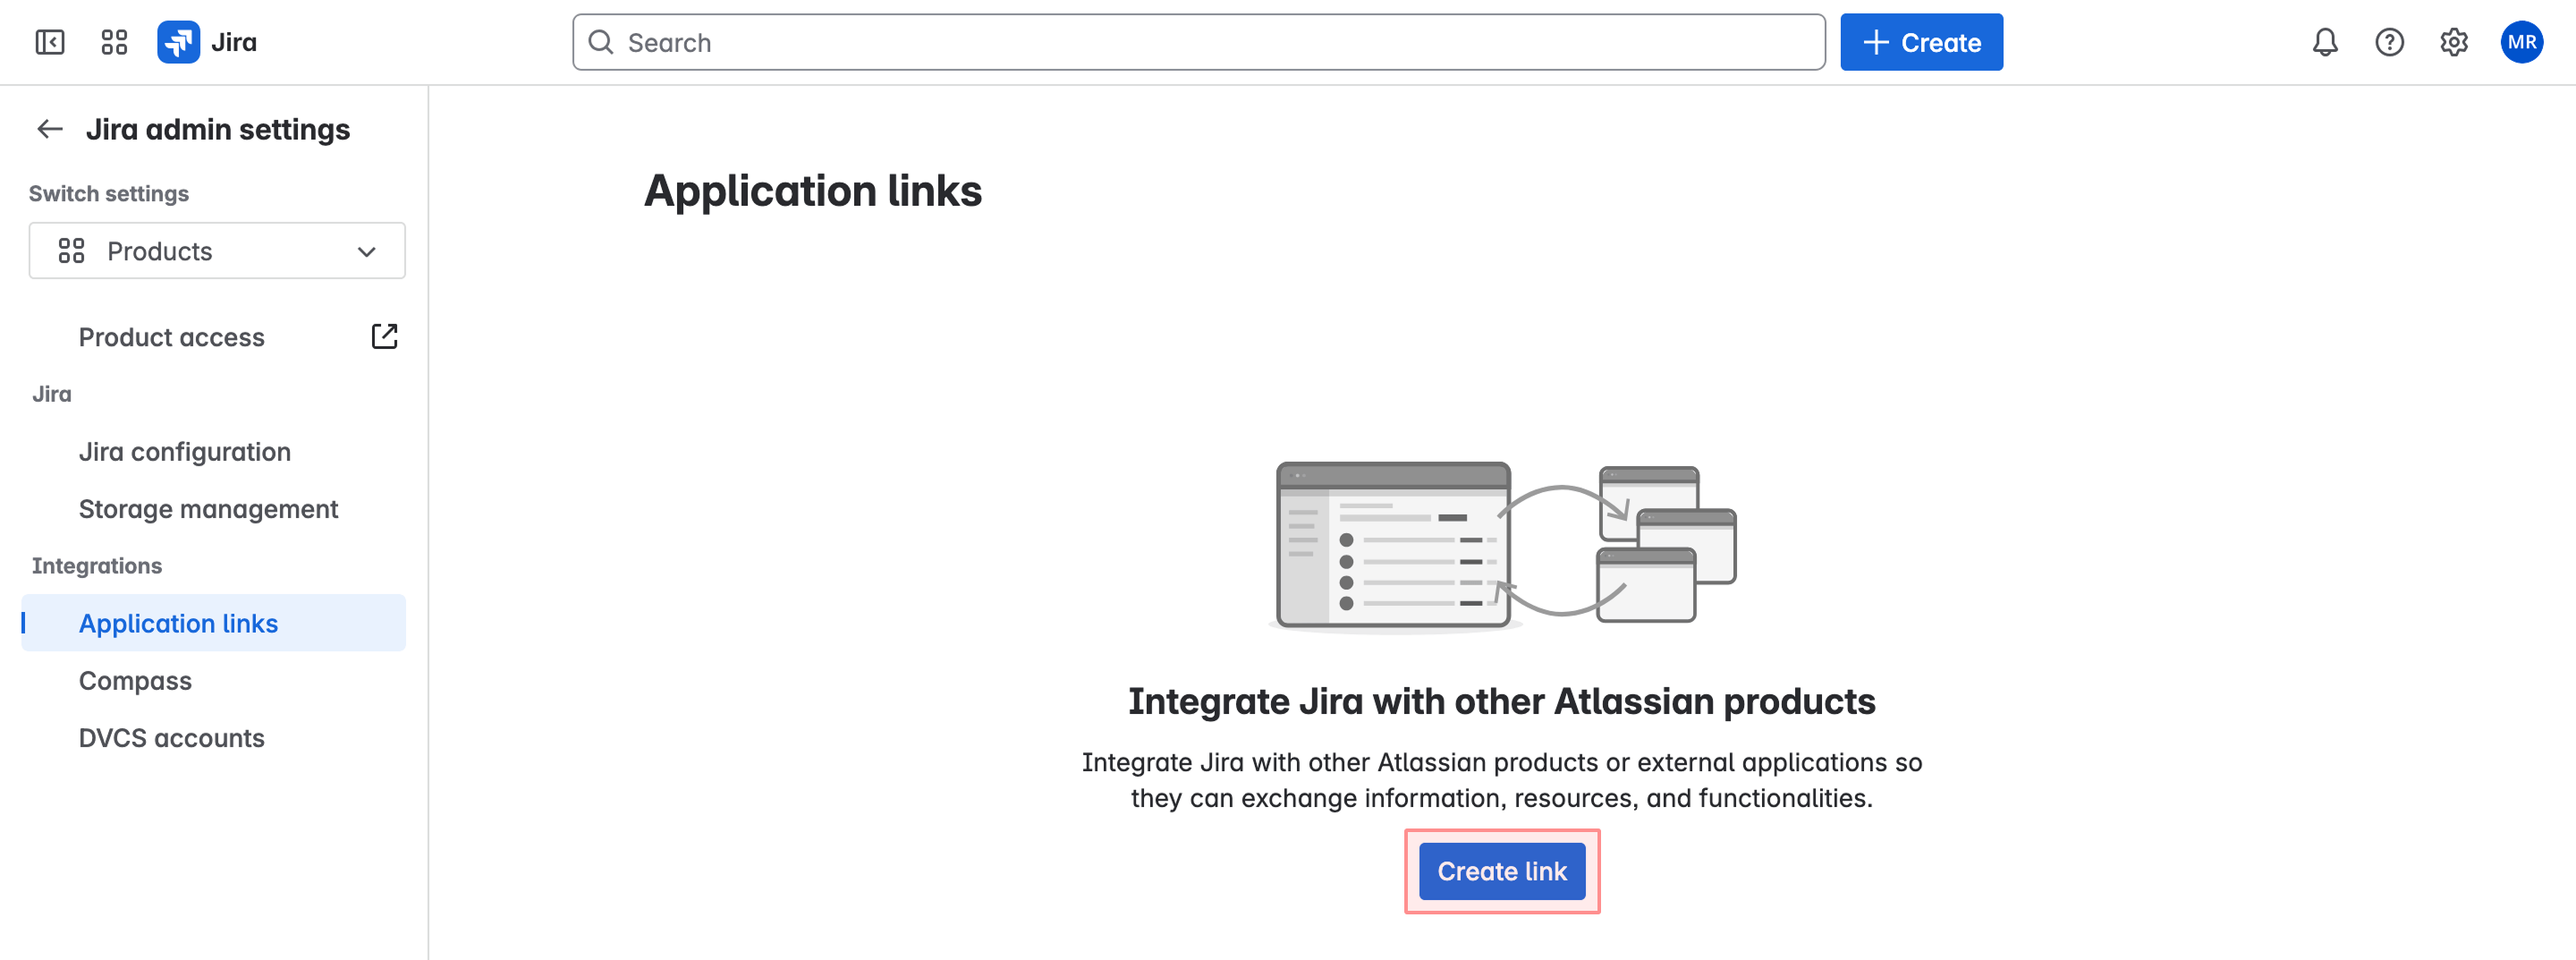 Jira
Search
Create
MR
Jira admin settings
Switch settings
Products
Product access
Jira
Jira configuration
Storage management
Integrations
Application links
Compass
DVCS accounts
Application links
Integrate Jira with other Atlassian products
Integrate Jira with other Atlassian products or external applications so
they can exchange information, resources, and functionalities.
Create link